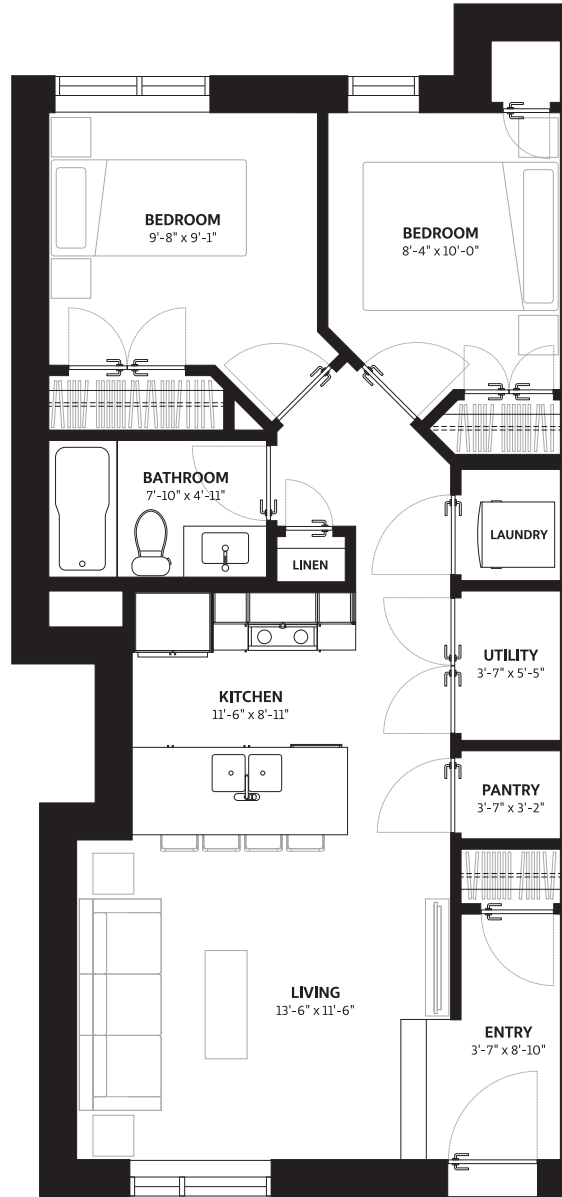 BEDROOM
9'-8" x 9'-1"
BEDROOM
8'-4" x 10'-0"
BATHROOM
7'-10" x 4'-11"
LINEN
LAUNDRY
UTILITY
3'-7" x 5'-5"
KITCHEN
11'-6" x 8'-11"
PANTRY
3'-7" x 3'-2"
LIVING
13'-6" x 11'-6"
ENTRY
3'-7" x 8'-10"